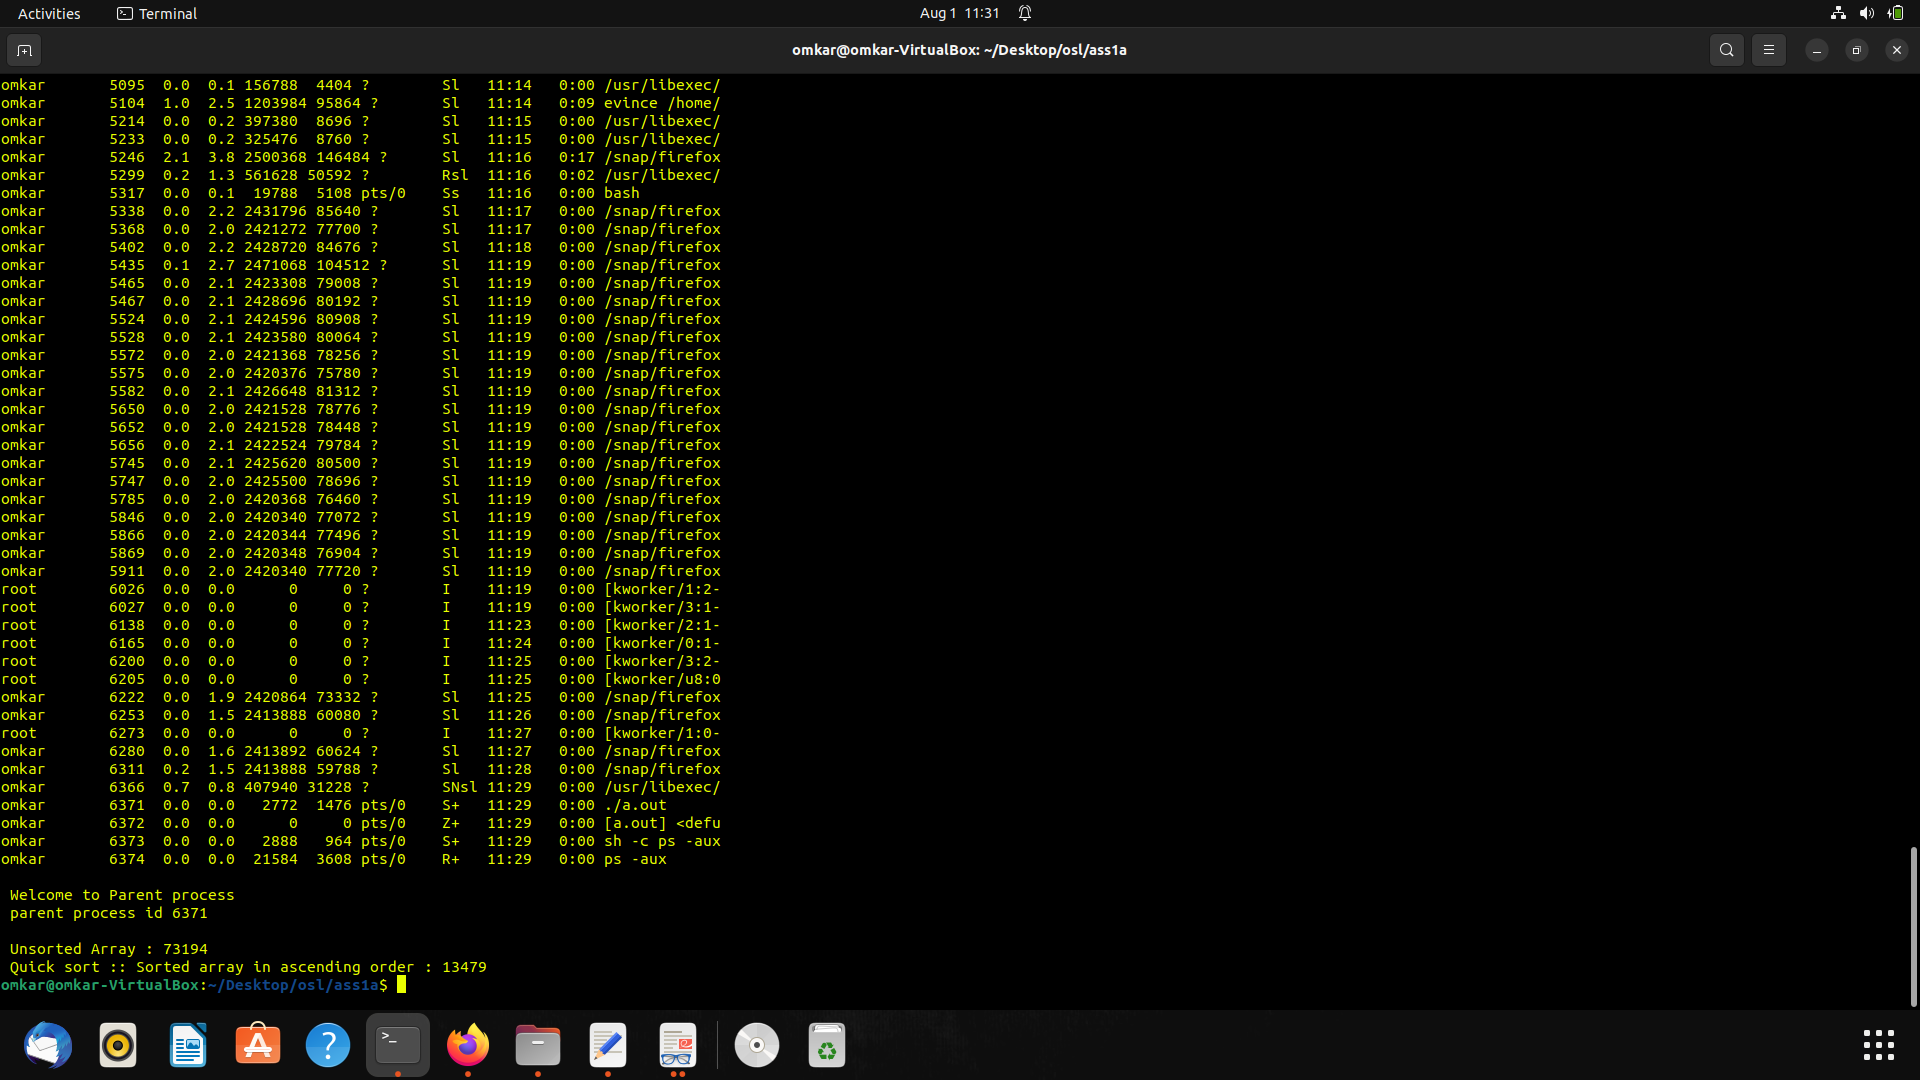 Activities
Terminal
Aug 1 11:31
omkar@omkar-VirtualBox: ~/Desktop/osl/ass1a
omkar 5095 0.0 0.1 156788 4404 ? Sl 11:14 0:00 /usr/libexec/
omkar 5104 1.0 2.5 1203984 95864 ? Sl 11:14 0:09 evince /home/
omkar 5214 0.0 0.2 397380 8696 ? Sl 11:15 0:00 /usr/libexec/
omkar 5233 0.0 0.2 325476 8760 ? Sl 11:15 0:00 /usr/libexec/
omkar 5246 2.1 3.8 2500368 146484 ? Sl 11:16 0:17 /snap/firefox
omkar 5299 0.2 1.3 561628 50592 ? Rsl 11:16 0:02 /usr/libexec/
omkar 5317 0.0 0.1 19788 5108 pts/0 Ss 11:16 0:00 bash
omkar 5338 0.0 2.2 2431796 85640 ? Sl 11:17 0:00 /snap/firefox
omkar 5368 0.0 2.0 2421272 77700 ? Sl 11:17 0:00 /snap/firefox
omkar 5402 0.0 2.2 2428720 84676 ? Sl 11:18 0:00 /snap/firefox
omkar 5435 0.1 2.7 2471068 104512 ? Sl 11:19 0:00 /snap/firefox
omkar 5465 0.0 2.1 2423308 79008 ? Sl 11:19 0:00 /snap/firefox
omkar 5467 0.0 2.1 2428696 80192 ? Sl 11:19 0:00 /snap/firefox
omkar 5524 0.0 2.1 2424596 80908 ? Sl 11:19 0:00 /snap/firefox
omkar 5528 0.0 2.1 2423580 80064 ? Sl 11:19 0:00 /snap/firefox
omkar 5572 0.0 2.0 2421368 78256 ? Sl 11:19 0:00 /snap/firefox
omkar 5575 0.0 2.0 2420376 75780 ? Sl 11:19 0:00 /snap/firefox
omkar 5582 0.0 2.1 2426648 81312 ? Sl 11:19 0:00 /snap/firefox
omkar 5650 0.0 2.0 2421528 78776 ? Sl 11:19 0:00 /snap/firefox
omkar 5652 0.0 2.0 2421528 78448 ? Sl 11:19 0:00 /snap/firefox
omkar 5656 0.0 2.1 2422524 79784 ? Sl 11:19 0:00 /snap/firefox
omkar 5745 0.0 2.1 2425620 80500 ? Sl 11:19 0:00 /snap/firefox
omkar 5747 0.0 2.0 2425500 78696 ? Sl 11:19 0:00 /snap/firefox
omkar 5785 0.0 2.0 2420368 76460 ? Sl 11:19 0:00 /snap/firefox
omkar 5846 0.0 2.0 2420340 77072 ? Sl 11:19 0:00 /snap/firefox
omkar 5866 0.0 2.0 2420344 77496 ? Sl 11:19 0:00 /snap/firefox
omkar 5869 0.0 2.0 2420348 76904 ? Sl 11:19 0:00 /snap/firefox
omkar 5911 0.0 2.0 2420340 77720 ? Sl 11:19 0:00 /snap/firefox
root 6026 0.0 0.0 0 0 ? I 11:19 0:00 [kworker/1:2-
root 6027 0.0 0.0 0 0 ? I 11:19 0:00 [kworker/3:1-
root 6138 0.0 0.0 0 0 ? I 11:23 0:00 [kworker/2:1-
root 6165 0.0 0.0 0 0 ? I 11:24 0:00 [kworker/0:1-
root 6200 0.0 0.0 0 0 ? I 11:25 0:00 [kworker/3:2-
root 6205 0.0 0.0 0 0 ? I 11:25 0:00 [kworker/u8:0
omkar 6222 0.0 1.9 2420864 73332 ? Sl 11:25 0:00 /snap/firefox
omkar 6253 0.0 1.5 2413888 60080 ? Sl 11:26 0:00 /snap/firefox
root 6273 0.0 0.0 0 0 ? I 11:27 0:00 [kworker/1:0-
omkar 6280 0.0 1.6 2413892 60624 ? Sl 11:27 0:00 /snap/firefox
omkar 6311 0.2 1.5 2413888 59788 ? Sl 11:28 0:00 /snap/firefox
omkar 6366 0.7 0.8 407940 31228 ? SNsl 11:29 0:00 /usr/libexec/
omkar 6371 0.0 0.0 2772 1476 pts/0 S+ 11:29 0:00 ./a.out
omkar 6372 0.0 0.0 0 0 pts/0 Z+ 11:29 0:00 [a.out] <defu
omkar 6373 0.0 0.0 2888 964 pts/0 S+ 11:29 0:00 sh -c ps -aux
omkar 6374 0.0 0.0 21584 3608 pts/0 R+ 11:29 0:00 ps -aux
Welcome to Parent process
parent process id 6371
Unsorted Array : 73194
Quick sort :: Sorted array in ascending order : 13479
omkar@omkar-VirtualBox:~/Desktop/osl/ass1a$